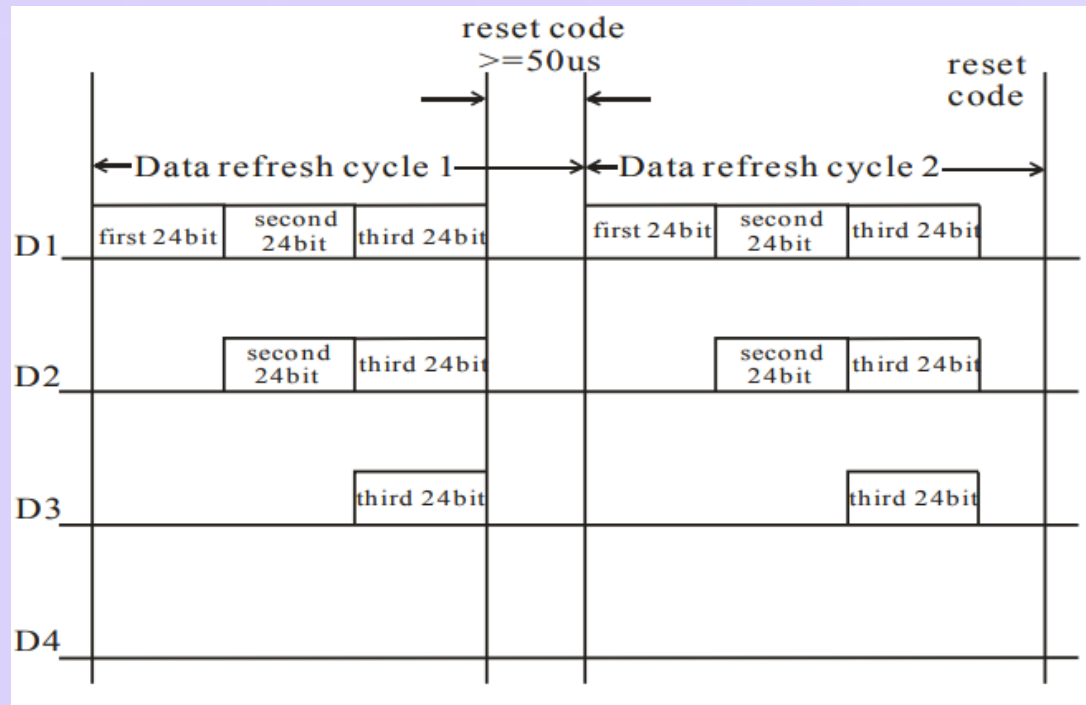 reset code
>=50us
reset
code
Data refresh cycle 1
Data refresh cycle 2
D1
first 24bit
second
24bit
third 24bit
first 24bit
second
24bit
third 24bit
D2
second
24bit
third 24bit
second
24bit
third 24bit
D3
third 24bit
third 24bit
D4